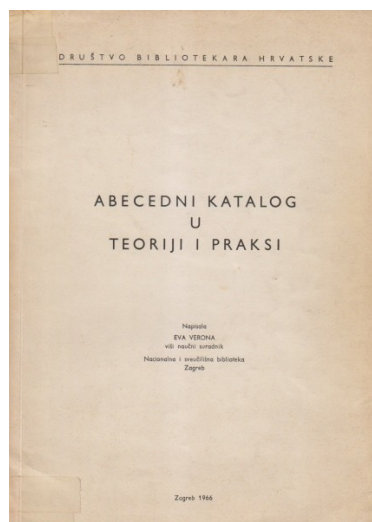 DRUŠTVO BIBLIOTEKARA HRVATSKE
ABECEDNI KATALOG
U
TEORIJI I PRAKSI
Napisala
EVA VERONA
viši naučni suradnik
Nacionalna i sveučilišna biblioteka
Zagreb
Zagreb 1966